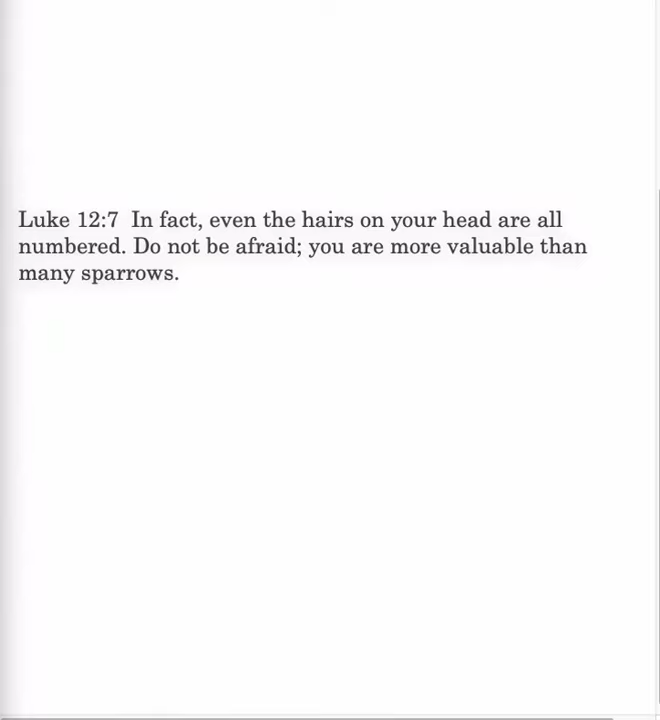 Luke 12:7  In fact, even the hairs on your head are all
numbered. Do not be afraid; you are more valuable than
many sparrows.